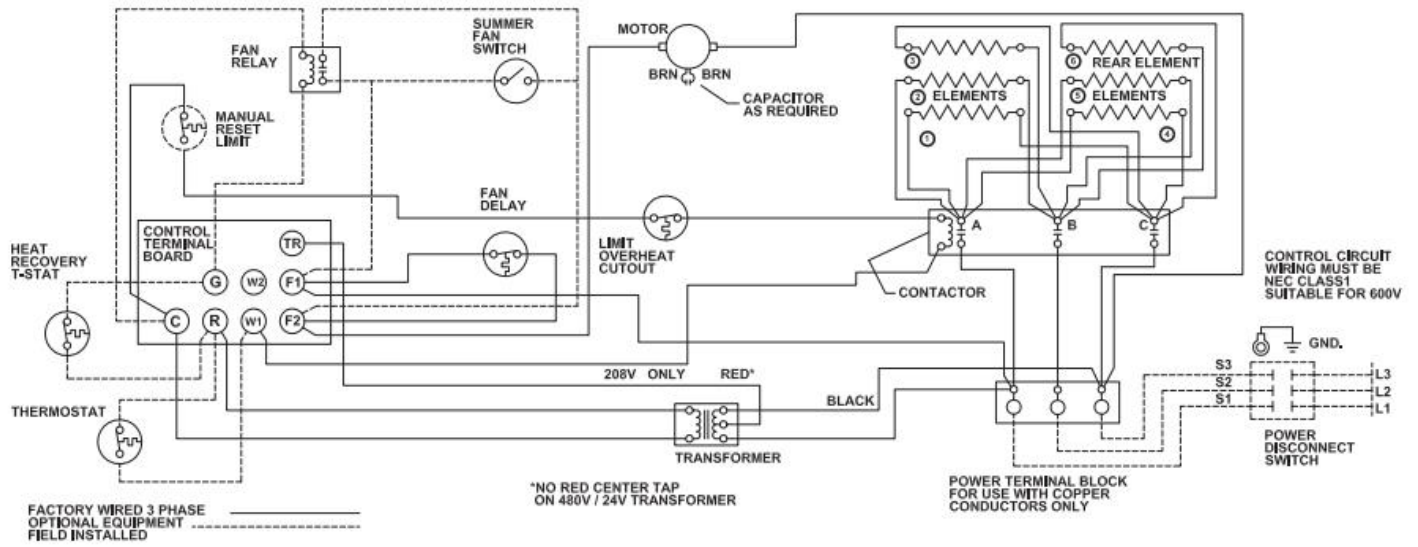 SUMMER
FAN
SWITCH
FAN
RELAY
MOTOR
BRN BRN
CAPACITOR
AS REQUIRED
3
6
REAR ELEMENT
2 ELEMENTS
5 ELEMENTS
1
4
MANUAL
RESET
LIMIT
FAN
DELAY
CONTROL
TERMINAL
BOARD
TR
G
W2
F1
C
R
W1
F2
HEAT
RECOVERY
T-STAT
LIMIT
OVERHEAT
CUTOUT
A
B
C
CONTACTOR
CONTROL CIRCUIT
WIRING MUST BE
NEC CLASS1
SUITABLE FOR 600V
GND.
208V ONLY RED*
BLACK
S3
S2
S1
L3
L2
L1
THERMOSTAT
TRANSFORMER
POWER
DISCONNECT
SWITCH
*NO RED CENTER TAP
ON 480V / 24V TRANSFORMER
POWER TERMINAL BLOCK
FOR USE WITH COPPER
CONDUCTORS ONLY
FACTORY WIRED 3 PHASE
OPTIONAL EQUIPMENT
FIELD INSTALLED